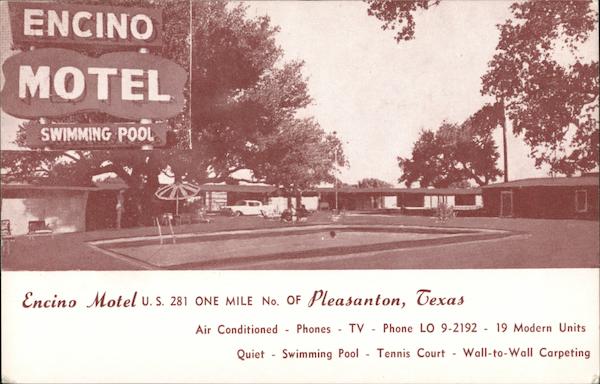 ENCINO
MOTEL
SWIMMING POOL
Encino Motel U.S. 281 ONE MILE No. OF Pleasanton, Texas
Air Conditioned - Phones - TV - Phone LO 9-2192 - 19 Modern Units
Quiet - Swimming Pool - Tennis Court - Wall-to-Wall Carpeting